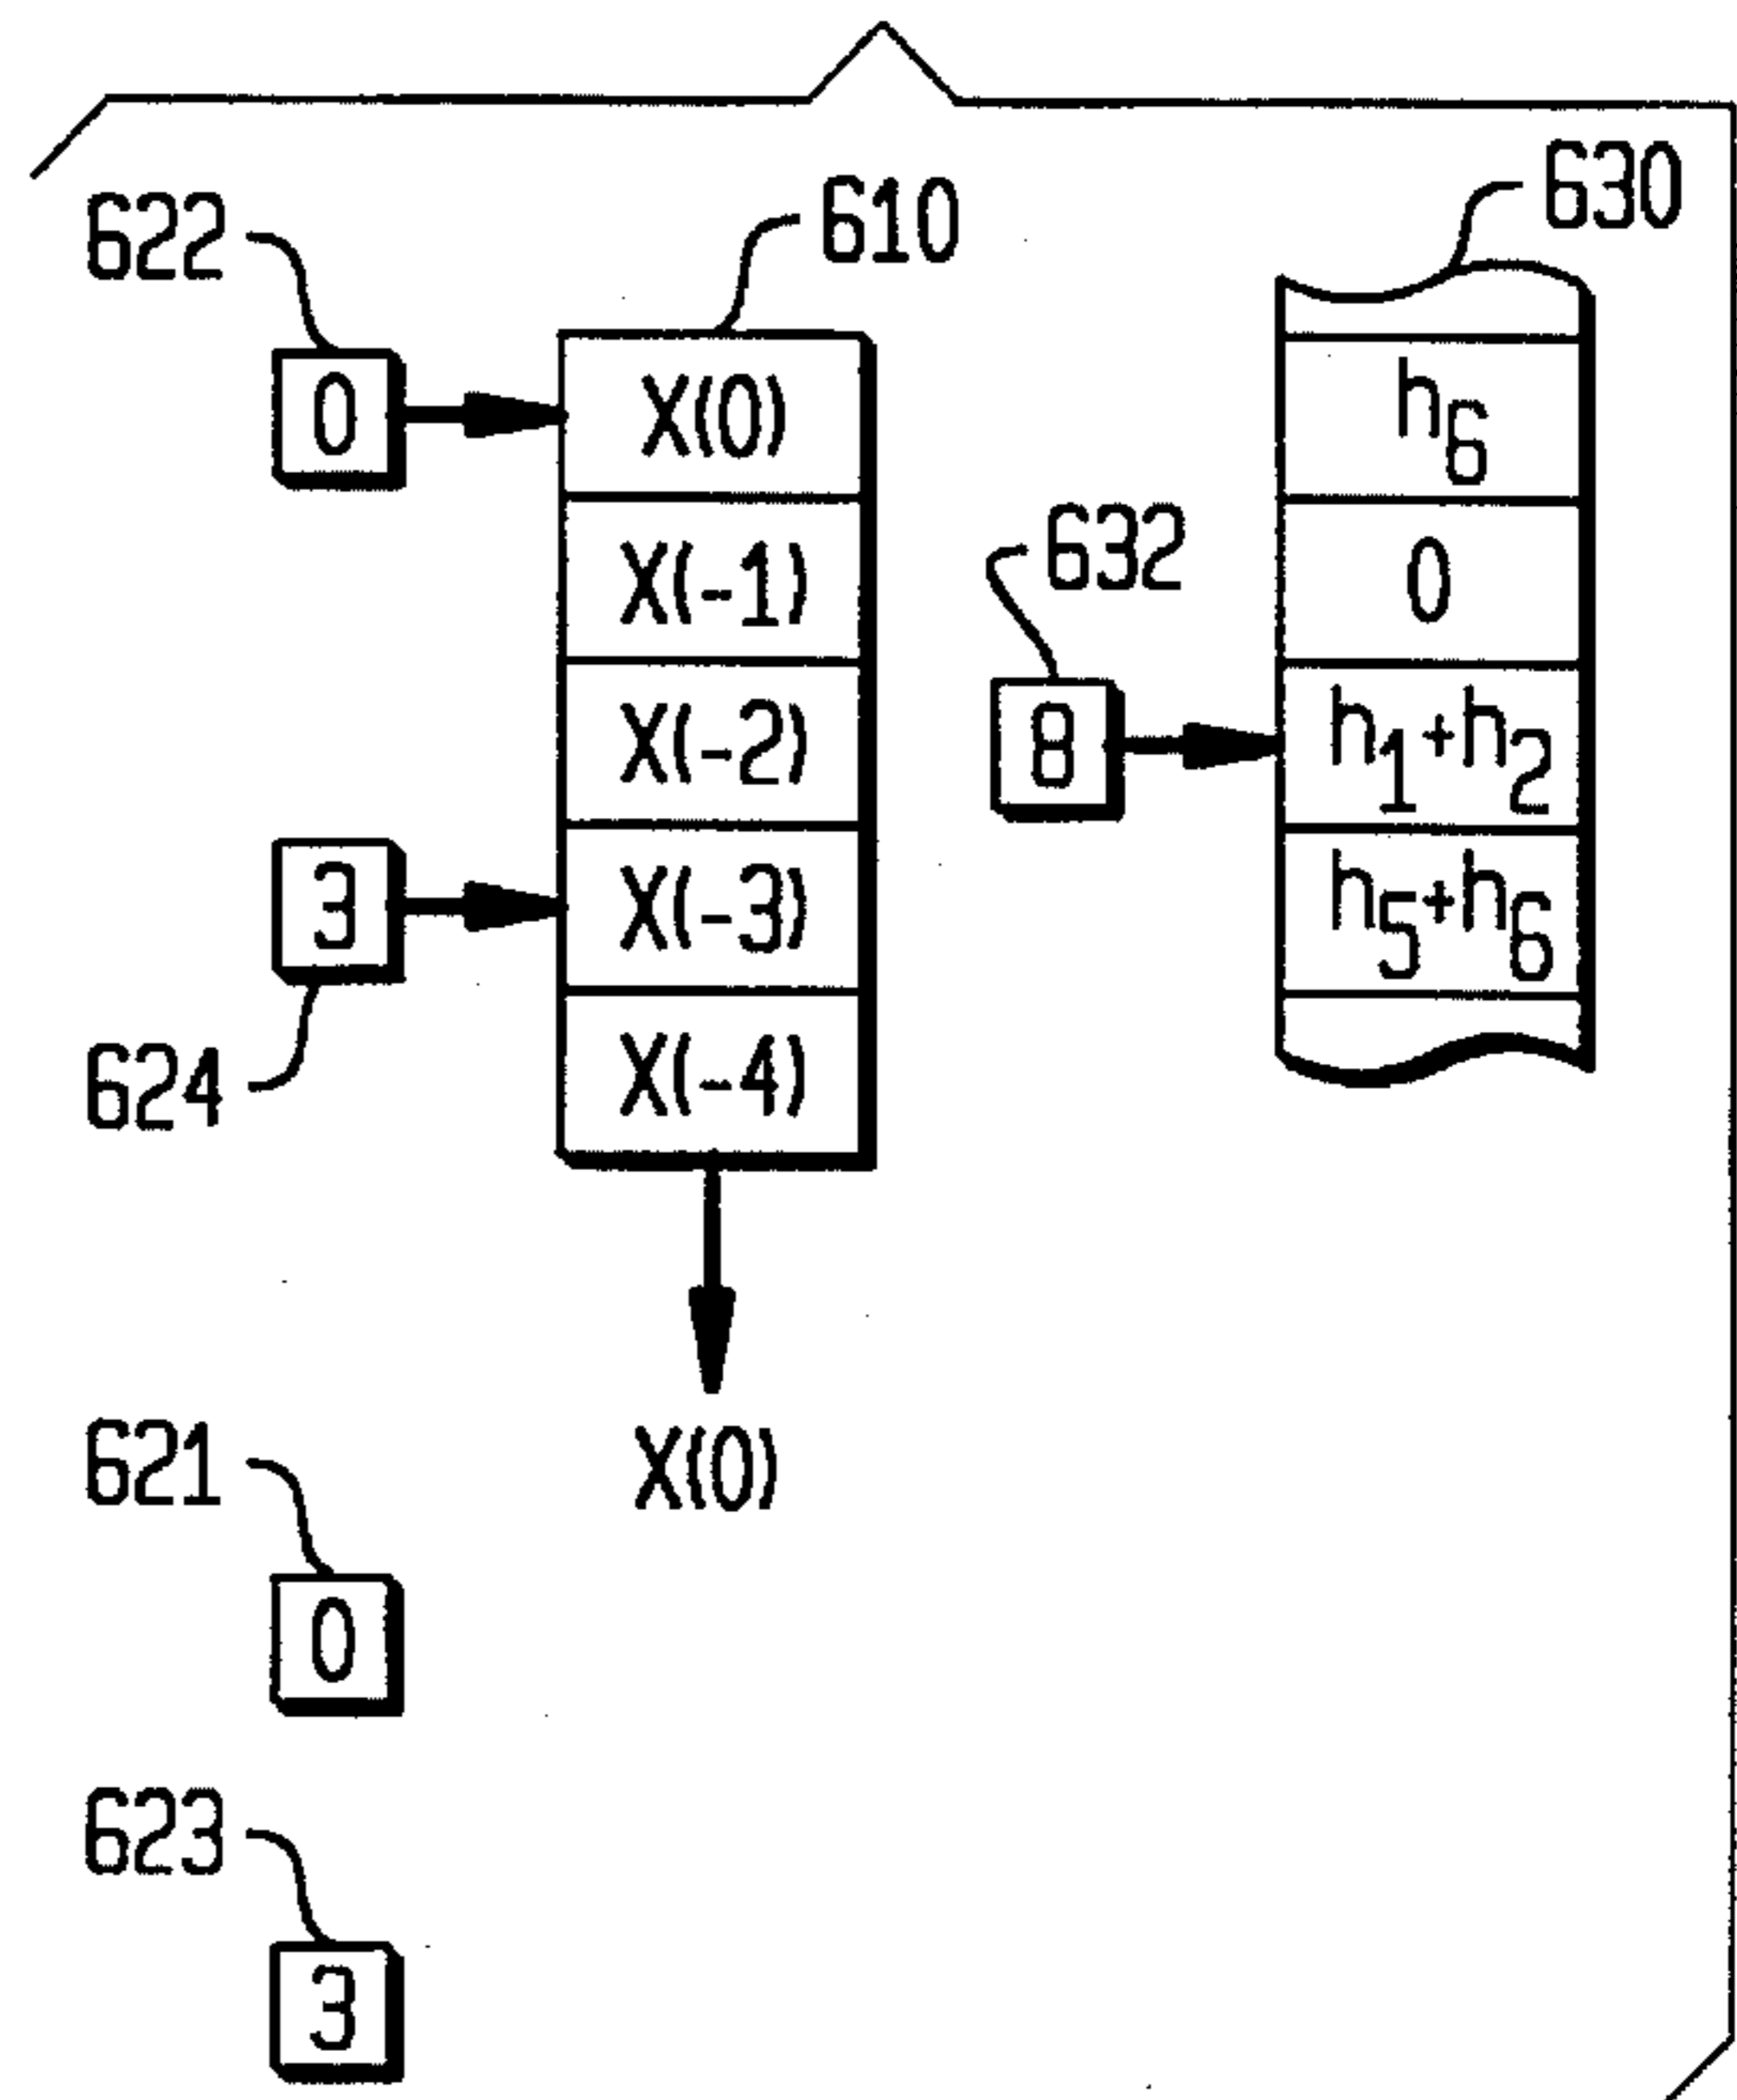 630
622
610
0
X(0)
h6
X(-1)
632
0
X(-2)
8
h1+h2
3
X(-3)
h5+h6
624
X(-4)
621
X(0)
0
623
3